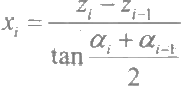 x_i = \frac{z_i - z_{i-1}}{\tan \frac{\alpha_i + \alpha_{i-1}}{2}}